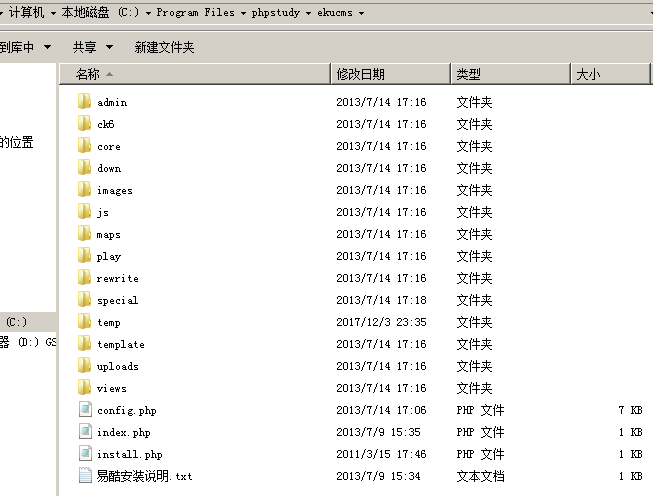 计算机 本地磁盘 (C:) Program Files phpstudy ekucms
到库中 共享 新建文件夹
名称 修改日期 类型 大小
admin 2013/7/14 17:16 文件夹
ck6 2013/7/14 17:16 文件夹
的位置 core 2013/7/14 17:16 文件夹
down 2013/7/14 17:16 文件夹
images 2013/7/14 17:16 文件夹
js 2013/7/14 17:16 文件夹
maps 2013/7/14 17:16 文件夹
play 2013/7/14 17:16 文件夹
rewrite 2013/7/14 17:16 文件夹
special 2013/7/14 17:18 文件夹
(C:) temp 2017/12/3 23:35 文件夹
器 (D:) GS template 2013/7/14 17:16 文件夹
uploads 2013/7/14 17:16 文件夹
views 2013/7/14 17:16 文件夹
config.php 2013/7/14 17:06 PHP 文件 7 KB
index.php 2013/7/9 15:35 PHP 文件 1 KB
install.php 2011/3/15 17:46 PHP 文件 1 KB
易酷安装说明.txt 2013/7/9 15:34 文本文档 1 KB